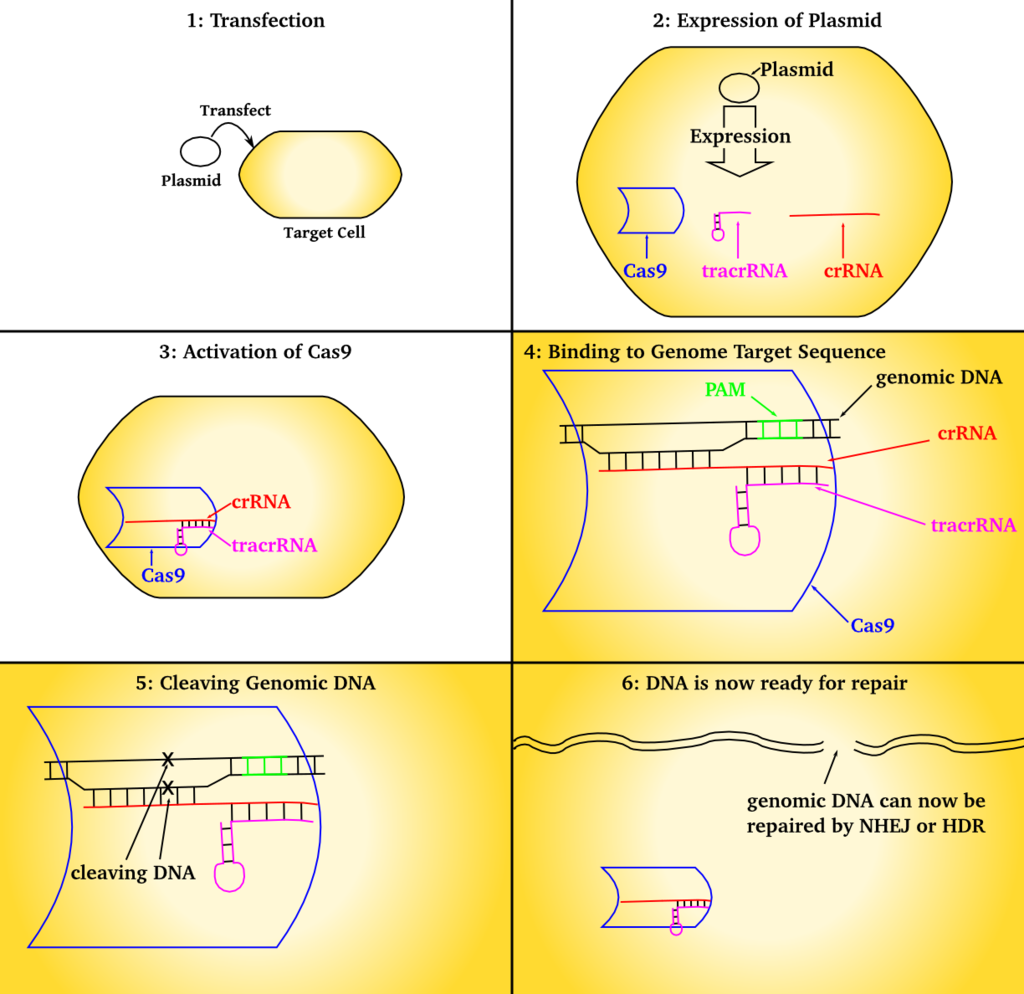 1: Transfection
Transfect
Plasmid
Target Cell
2: Expression of Plasmid
Plasmid
Expression
Cas9
tracrRNA
crRNA
3: Activation of Cas9
crRNA
tracrRNA
Cas9
4: Binding to Genome Target Sequence
genomic DNA
PAM
crRNA
tracrRNA
Cas9
5: Cleaving Genomic DNA
X
X
cleaving DNA
6: DNA is now ready for repair
genomic DNA can now be
repaired by NHEJ or HDR